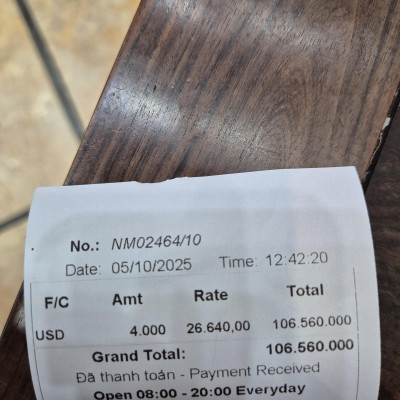 No.: NM02464/10
Date: 05/10/2025 Time: 12:42:20
F/C Amt Rate Total
USD 4.000 26.640,00 106.560.000
Grand Total: 106.560.000
Đã thanh toán - Payment Received
Open 08:00 - 20:00 Everyday